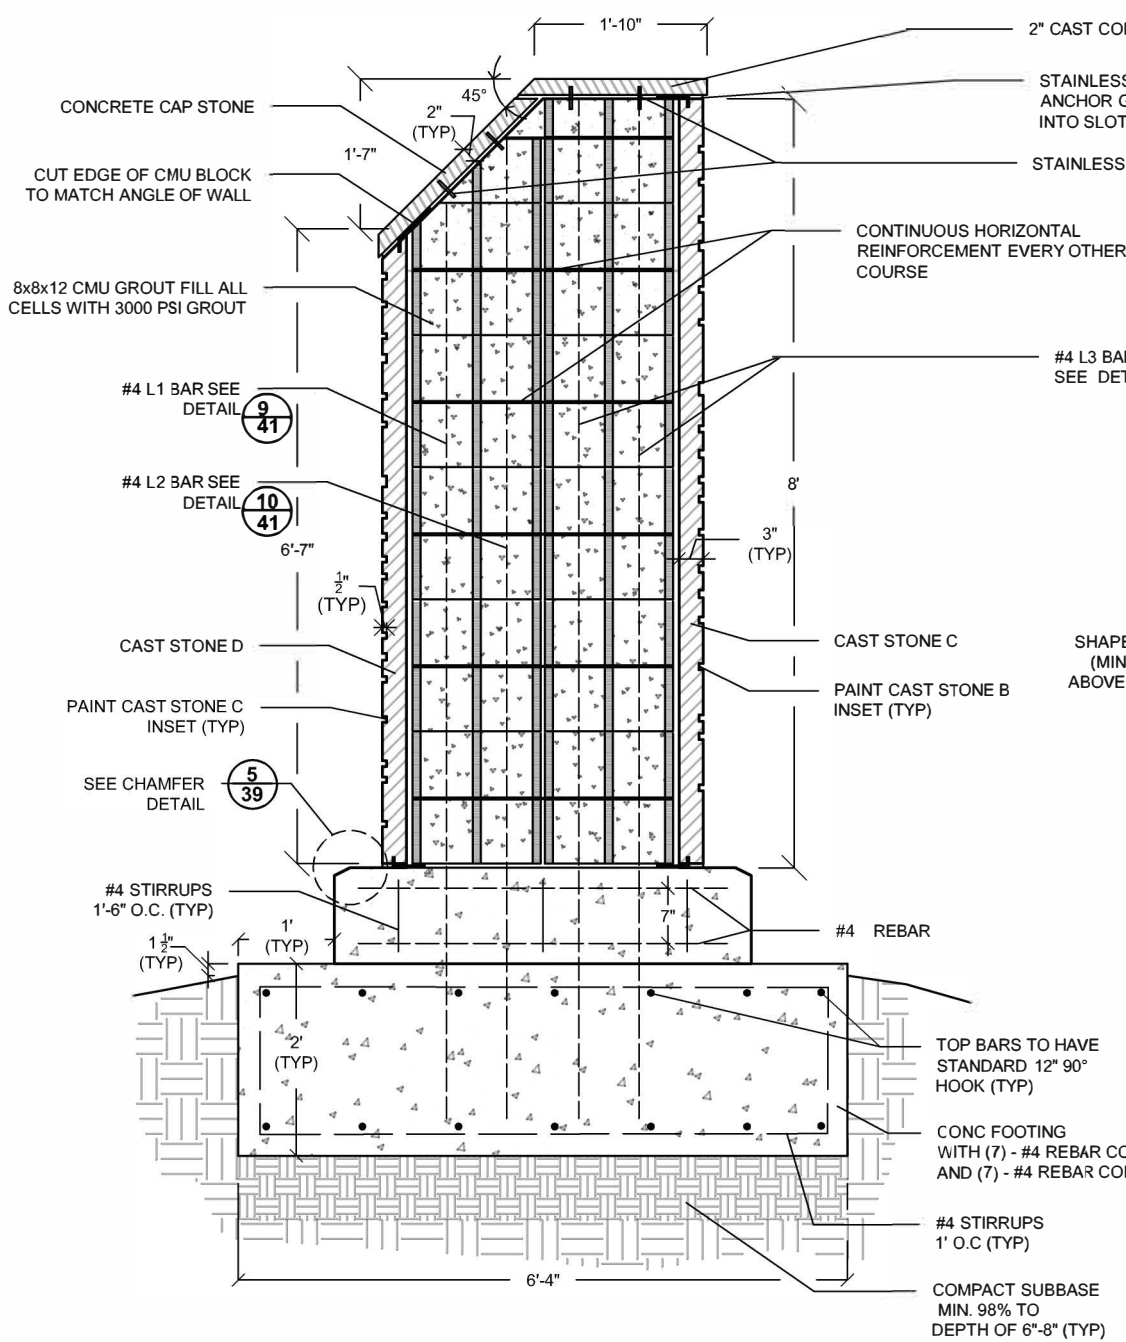 1'-10"
2" CAST
45°
STAINLESS
ANCHOR
INTO SLOT
CONCRETE CAP STONE
2"
(TYP)
1'-7"
STAINLESS
CUT EDGE OF CMU BLOCK
TO MATCH ANGLE OF WALL
CONTINUOUS HORIZONTAL
REINFORCEMENT EVERY OTHER
COURSE
8x8x12 CMU GROUT FILL ALL
CELLS WITH 3000 PSI GROUT
#4 L3
SEE
#4 L1 BAR SEE
DETAIL
9
41
#4 L2 BAR SEE
DETAIL
10
41
8'
6'-7"
3"
(TYP)
1/2"
(TYP)
CAST STONE D
CAST STONE C
(MIN
ABOVE
PAINT CAST STONE C
INSET (TYP)
PAINT CAST STONE B
INSET (TYP)
SEE CHAMFER
DETAIL
5
39
#4 STIRRUPS
1'-6" O.C. (TYP)
7"
#4 REBAR
1'
(TYP)
1 1/2"
(TYP)
2'
(TYP)
TOP BARS TO HAVE
STANDARD 12" 90°
HOOK (TYP)
CONC FOOTING
WITH (7) - #4 REBAR
AND (7) - #4 REBAR
#4 STIRRUPS
1' O.C (TYP)
6'-4"
COMPACT SUBBASE
MIN. 98% TO
DEPTH OF 6"-8" (TYP)